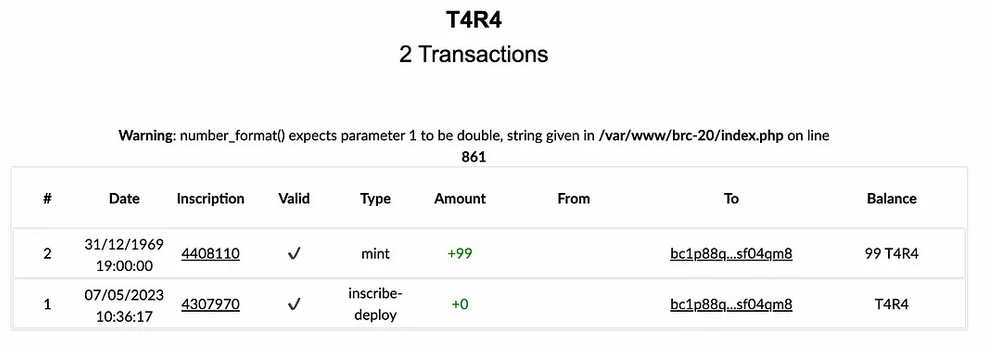 T4R4
2 Transactions
Warning: number_format() expects parameter 1 to be double, string given in /var/www/brc-20/index.php on line
861
# Date Inscription Valid Type Amount From To Balance
2 31/12/1969 19:00:00 4408110 ✓ mint +99 bc1p88q...sf04qm8 99 T4R4
1 07/05/2023 10:36:17 4307970 ✓ inscribe-deploy +0 bc1p88q...sf04qm8 T4R4